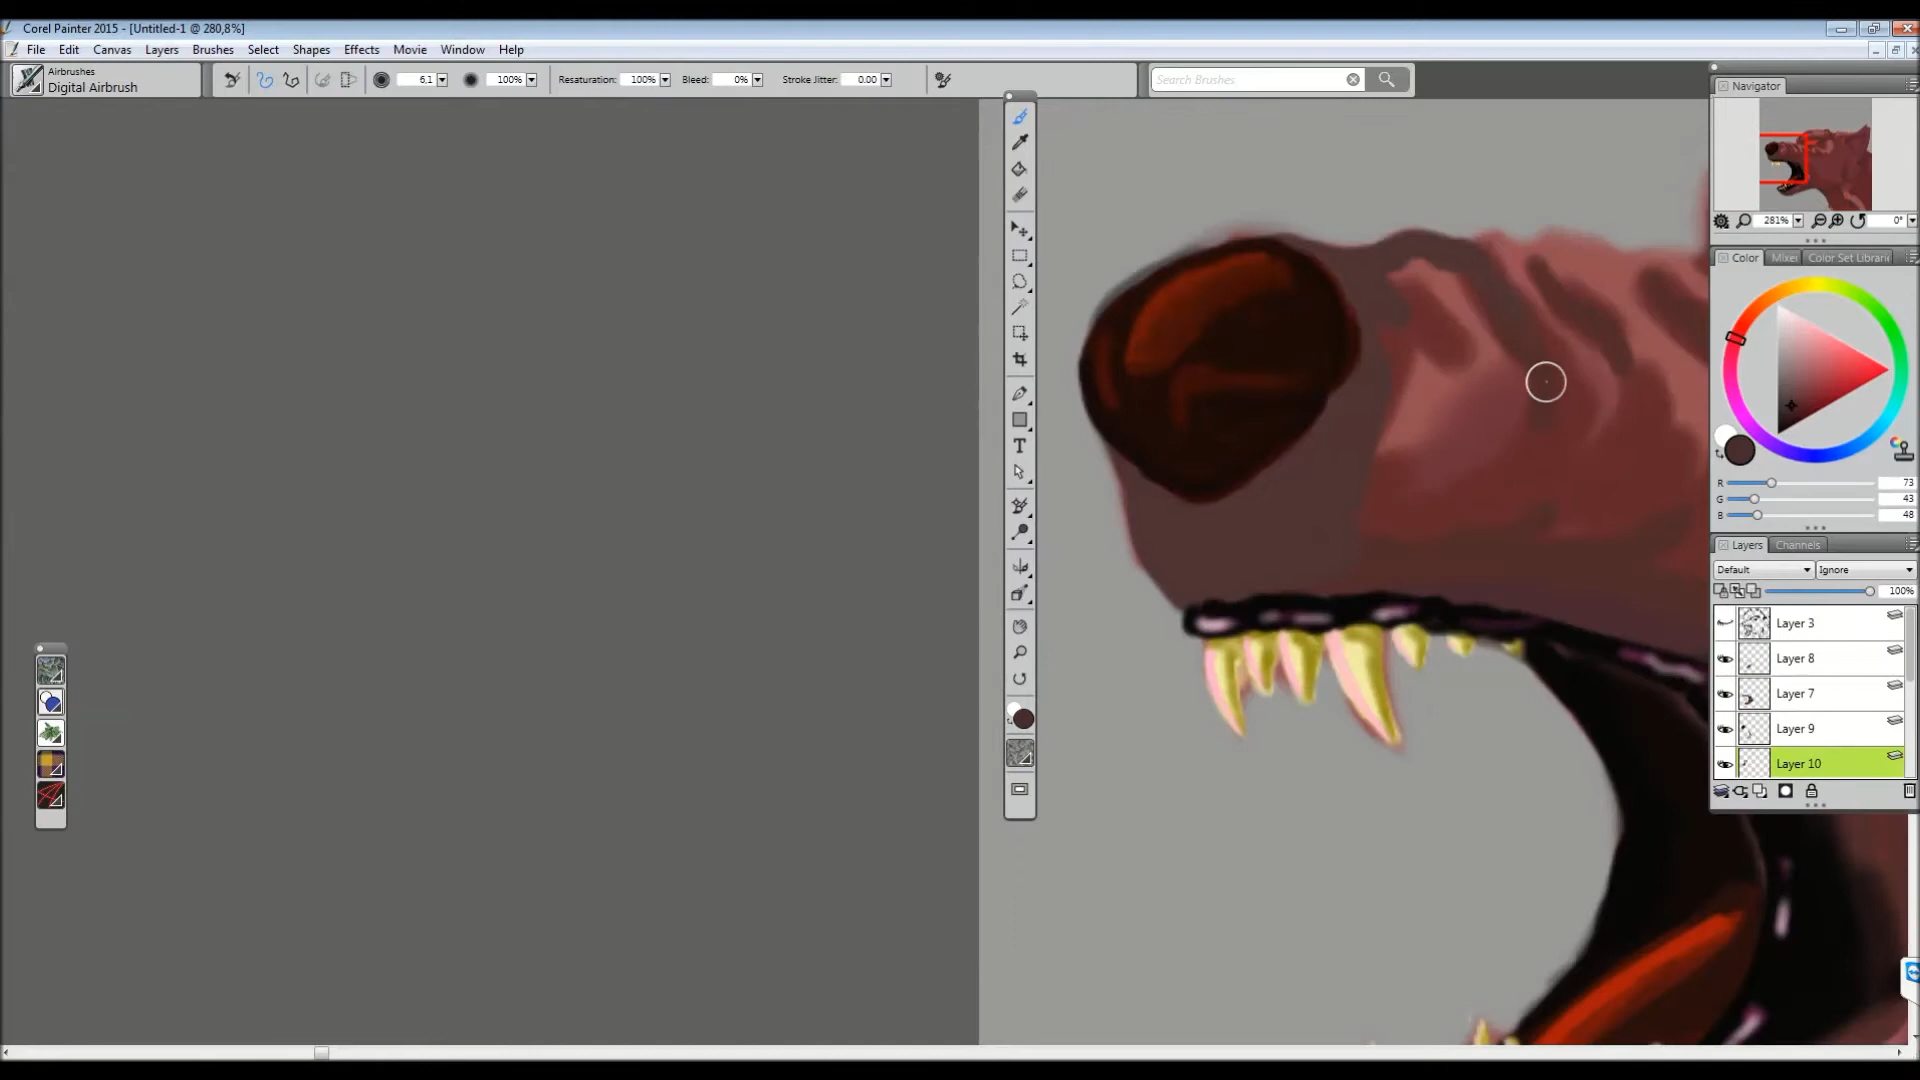 Corel Painter 2015 - [Untitled-1 @ 280,8%]
File Edit Canvas Layers Brushes Select Shapes Effects Movie Window Help
Airbrushes
Digital Airbrush
6,1 100% Resaturation: 100% Bleed: 0% Stroke Jitter: 0.00
Search Brushes
Navigator
281% 0°
Color Mixer Color Set Librari
R 73
G 43
B 48
Layers Channels
Default Ignore
100%
Layer 3
Layer 8
Layer 7
Layer 9
Layer 10
T